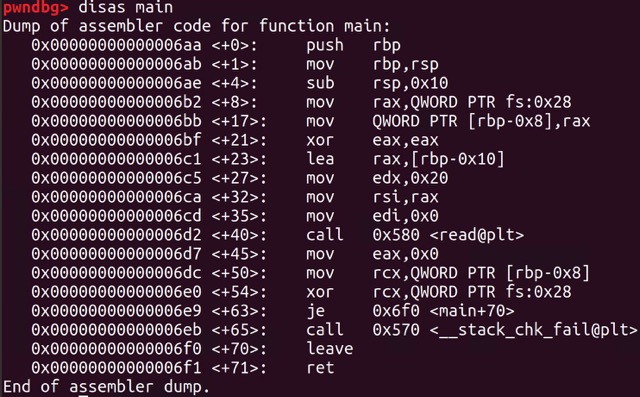 pwndbg> disas main
Dump of assembler code for function main:
0x00000000000006aa <+0>: push rbp
0x00000000000006ab <+1>: mov rbp,rsp
0x00000000000006ae <+4>: sub rsp,0x10
0x00000000000006b2 <+8>: mov rax,QWORD PTR fs:0x28
0x00000000000006bb <+17>: mov QWORD PTR [rbp-0x8],rax
0x00000000000006bf <+21>: xor eax,eax
0x00000000000006c1 <+23>: lea rax,[rbp-0x10]
0x00000000000006c5 <+27>: mov edx,0x20
0x00000000000006ca <+32>: mov rsi,rax
0x00000000000006cd <+35>: mov edi,0x0
0x00000000000006d2 <+40>: call 0x580 <read@plt>
0x00000000000006d7 <+45>: mov eax,0x0
0x00000000000006dc <+50>: mov rcx,QWORD PTR [rbp-0x8]
0x00000000000006e0 <+54>: xor rcx,QWORD PTR fs:0x28
0x00000000000006e9 <+63>: je 0x6f0 <main+70>
0x00000000000006eb <+65>: call 0x570 <__stack_chk_fail@plt>
0x00000000000006f0 <+70>: leave
0x00000000000006f1 <+71>: ret
End of assembler dump.